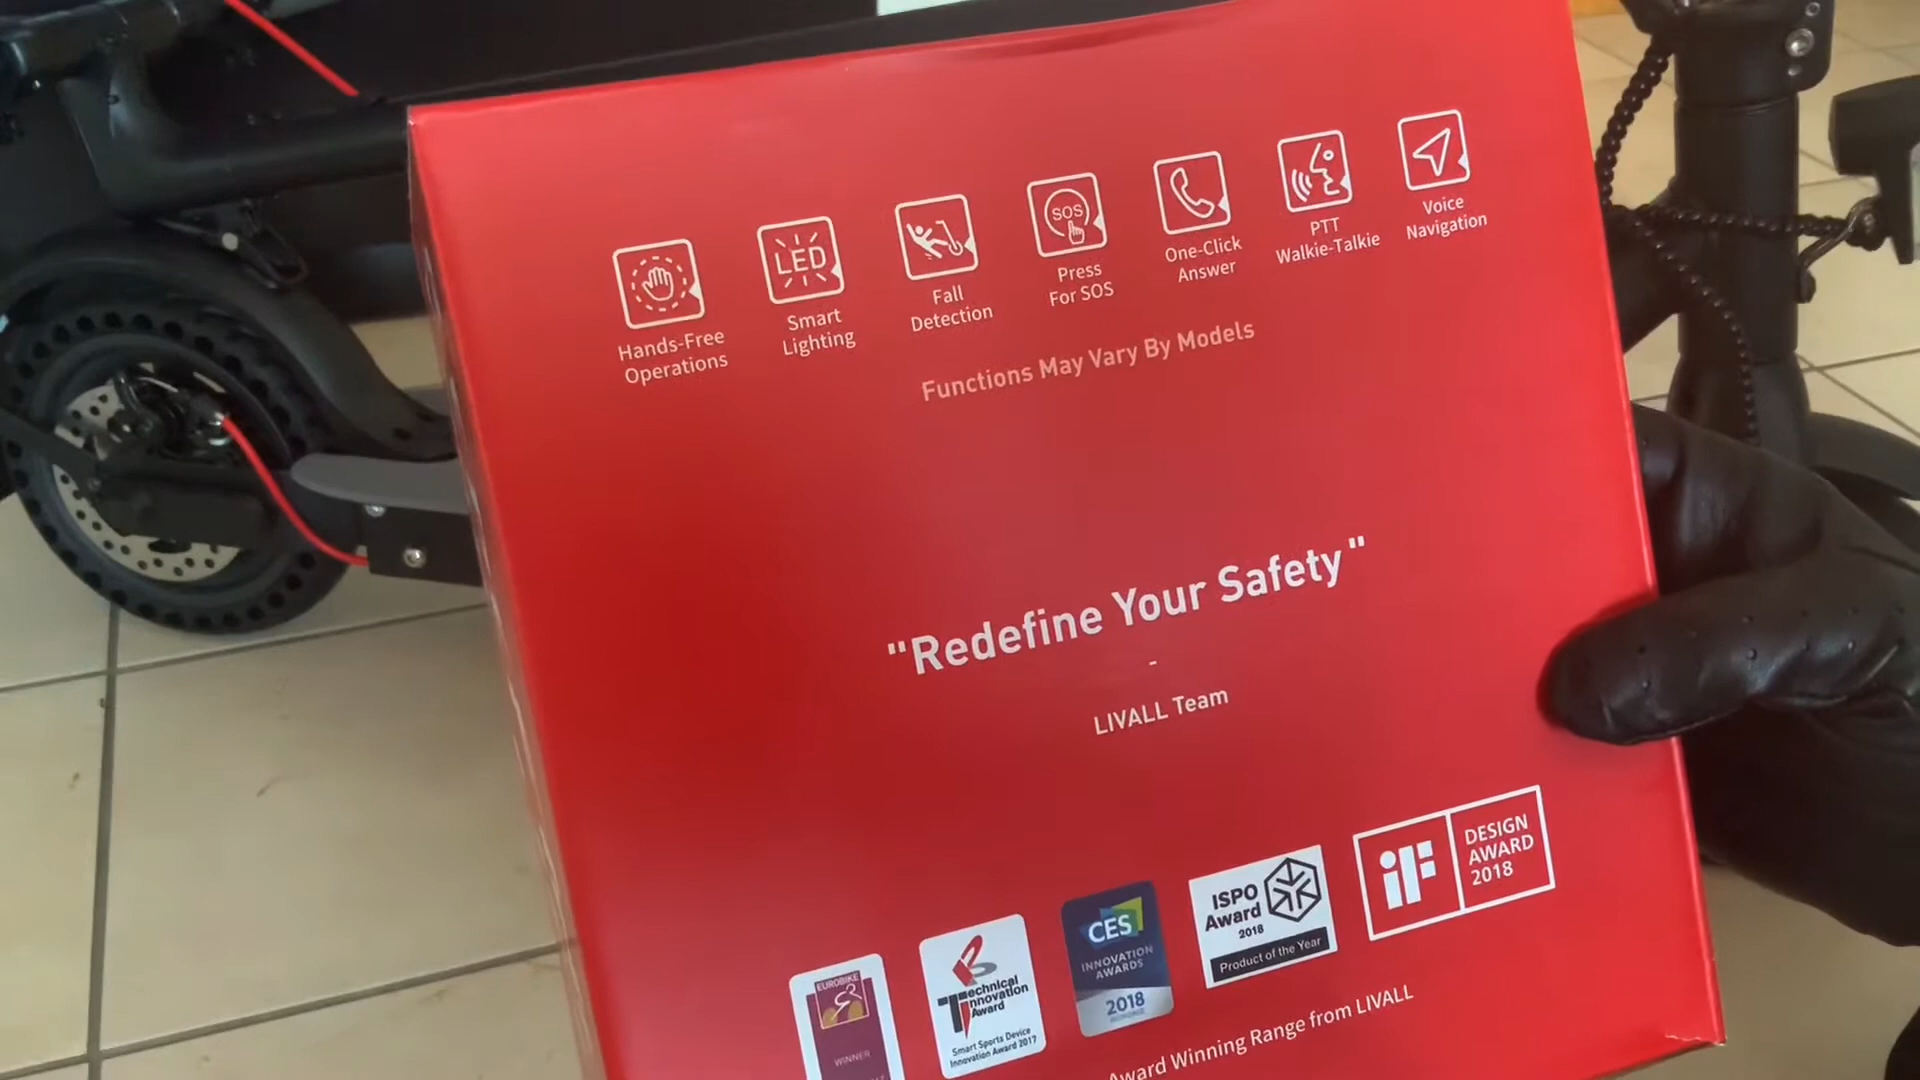 LED
SOS
Hands-Free
Operations
Smart
Lighting
Fall
Detection
Press
For SOS
One-Click
Answer
PTT
Walkie-Talkie
Voice
Navigation
Functions May Vary By Models
"Redefine Your Safety"
-
LIVALL Team
EUROBIKE
WINNER
Technical
Innovation
Award
Smart Sports Device
Innovation Award 2017
CES
INNOVATION
AWARDS
2018
HONOREE
ISPO
Award
2018
Product of the Year
iF
DESIGN
AWARD
2018
Award Winning Range from LIVALL